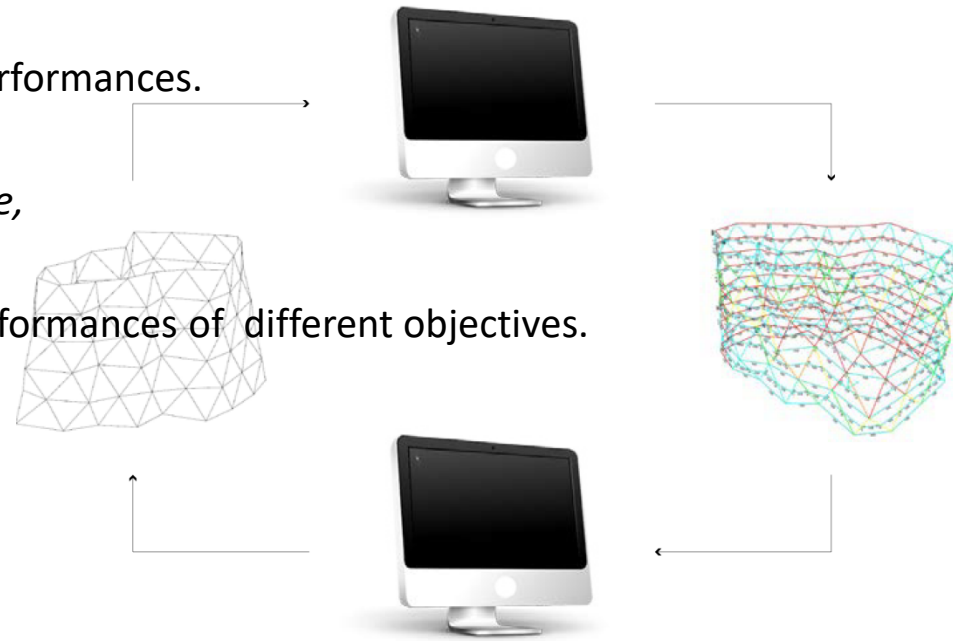 rformances.
e,
formances of different objectives.